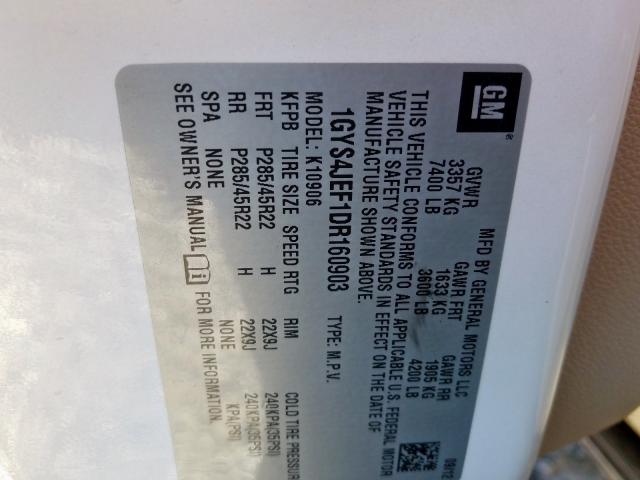 GM ®
MFD BY GENERAL MOTORS LLC 09/12
GVWR GAWR FRT GAWR RR
3357 KG 1633 KG 1905 KG
7400 LB 3600 LB 4200 LB
THIS VEHICLE CONFORMS TO ALL APPLICABLE U.S. FEDERAL MOTOR
VEHICLE SAFETY STANDARDS IN EFFECT ON THE DATE OF
MANUFACTURE SHOWN ABOVE.
1GYS4JEF1DR160903 TYPE: M.P.V.
MODEL: K10906
KFPB TIRE SIZE SPEED RTG RIM COLD TIRE PRESSUR
FRT P285/45R22 H 22X9J 240KPA(35PSI)
RR P285/45R22 H 22X9J 240KPA(35PSI)
SPA NONE NONE KPA(PSI)
SEE OWNER'S MANUAL FOR MORE INFORMATION.